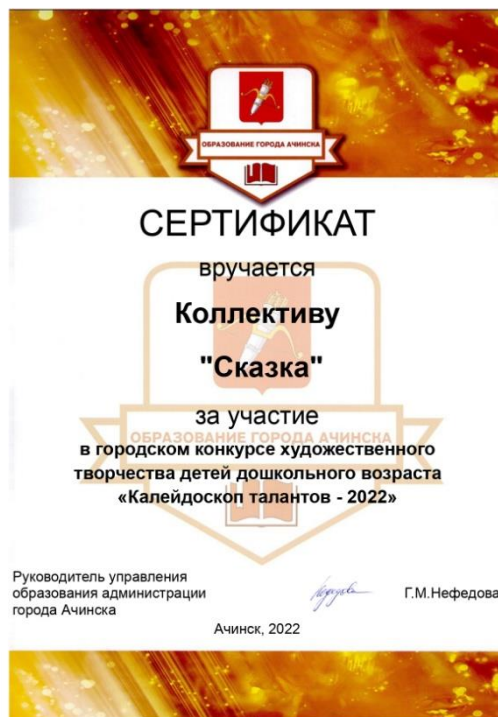 ОБРАЗОВАНИЕ ГОРОДА АЧИНСКА
СЕРТИФИКАТ
вручается
Коллективу
"Сказка"
за участие
ОБРАЗОВАНИЕ ГОРОДА АЧИНСКА
в городском конкурсе художественного
творчества детей дошкольного возраста
«Калейдоскоп талантов - 2022»
Руководитель управления
образования администрации
города Ачинска
Г.М.Нефедова
Ачинск, 2022